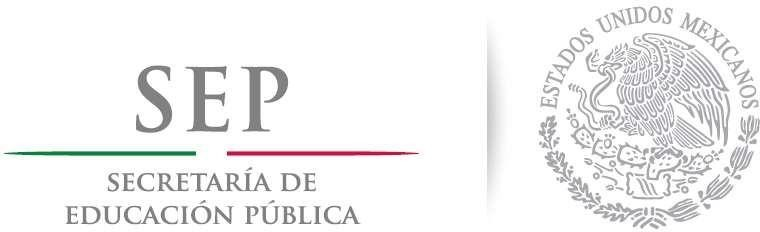 SEP
SECRETARÍA DE
EDUCACIÓN PÚBLICA
ESTADOS UNIDOS MEXICANOS